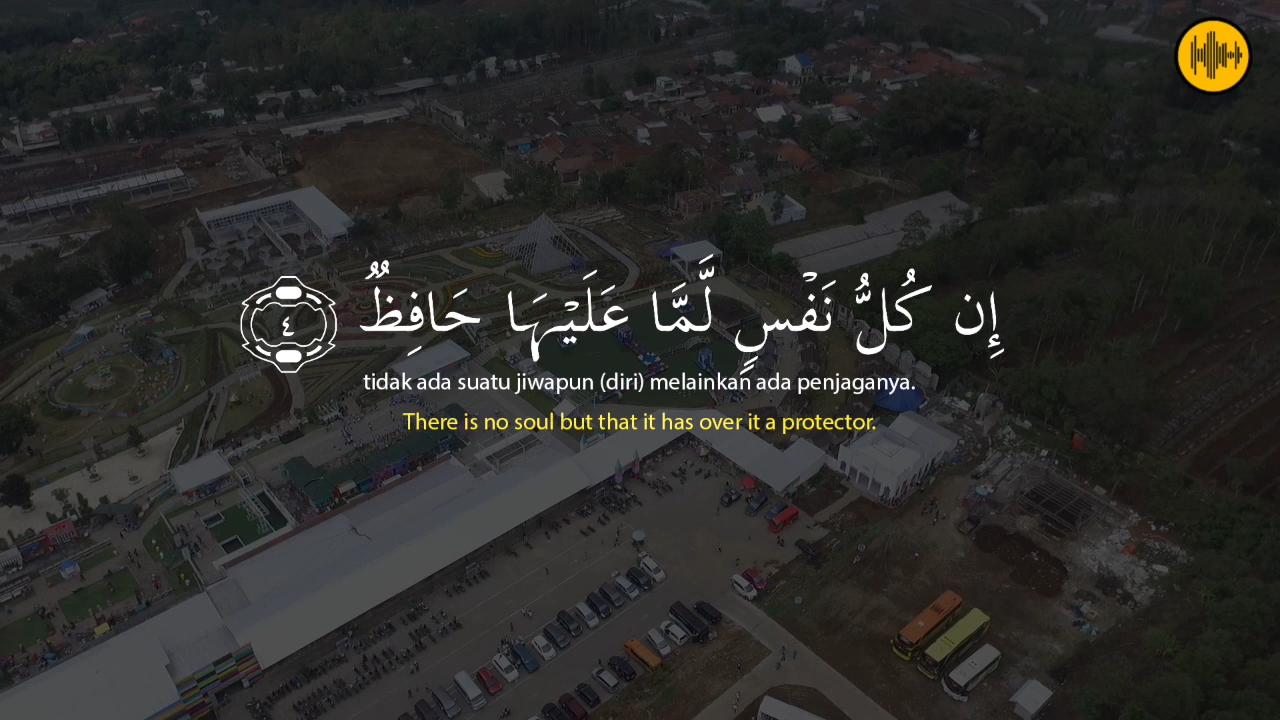 إِن كُلُّ نَفْسٍ لَّمَّا عَلَيْهَا حَافِظٌ ٤
tidak ada suatu jiwapun (diri) melainkan ada penjaganya.
There is no soul but that it has over it a protector.